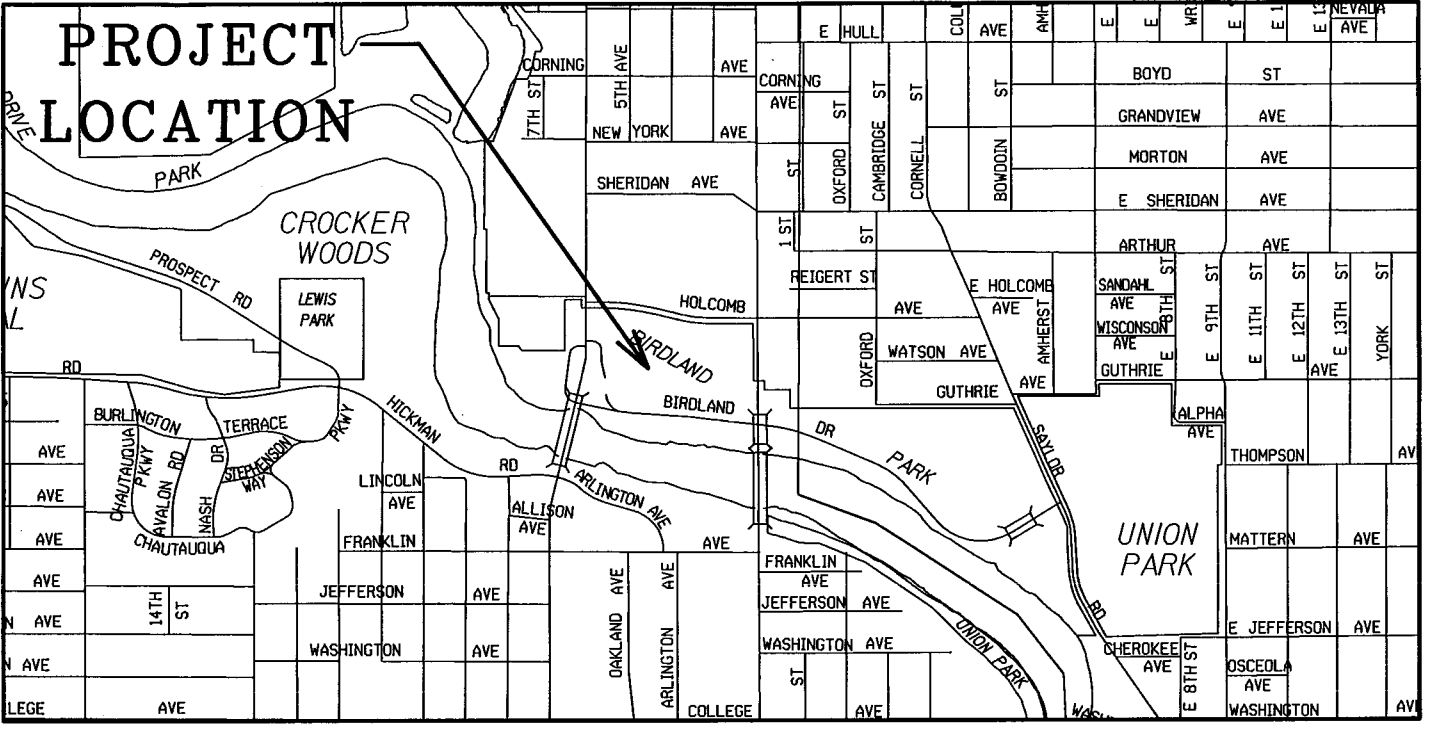 PROJECT
LOCATION
DRIVE
PARK
CROCKER
WOODS
PROSPECT RD
LEWIS
PARK
RD
BURLINGTON
TERRACE
CHAUTAUQUA
PKWY
AVALON RD
NASH DR
STEPHENSON
WAY
CHAUTAUQUA
PKWY
HICKMAN
RD
LINCOLN
AVE
ALLISON
AVE
ARLINGTON AVE
FRANKLIN
AVE
JEFFERSON AVE
WASHINGTON AVE
14TH
ST
AVE
AVE
AVE
AVE
AVE
AVE
LEGE AVE
OAKLAND AVE
ARLINGTON AVE
COLLEGE AVE
CORNING AVE
7TH ST
5TH AVE
NEW YORK AVE
SHERIDAN AVE
HOLCOMB
AVE
BIRDLAND
BIRDLAND
DR
PARK
E HULL
AVE
CORNING
AVE
ST
OXFORD ST
CAMBRIDGE ST
CORNELL ST
BOWDOIN ST
1 ST
ST
REIGERT ST
OXFORD
WATSON AVE
GUTHRIE AVE
E HOLCOMB
AVE
AMHERST
NEVADA
AVE
BOYD ST
GRANDVIEW AVE
MORTON AVE
E SHERIDAN AVE
ARTHUR AVE
SANDAHL
AVE
WISCONSON
AVE
GUTHRIE AVE
E 8TH ST
E 9TH ST
E 11TH ST
E 12TH ST
E 13TH ST
YORK ST
ALPHA
AVE
THOMPSON AV
SAYLOR
RD
UNION
PARK
MATTERN AVE
FRANKLIN
AVE
JEFFERSON AVE
WASHINGTON AVE
ST
AVE
UNION PARK
E JEFFERSON AVE
CHEROKEE
AVE
E 8TH ST
OSCEOLA
AVE
WASHINGTON AV